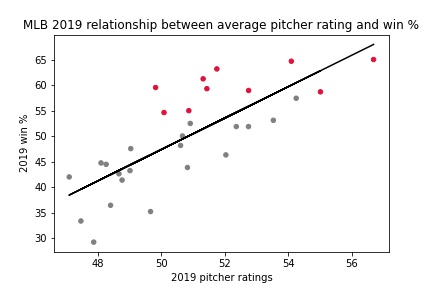 MLB 2019 relationship between average pitcher rating and win %
65
60
55
50
45
40
35
30
2019 win %
48 50 52 54 56
2019 pitcher ratings